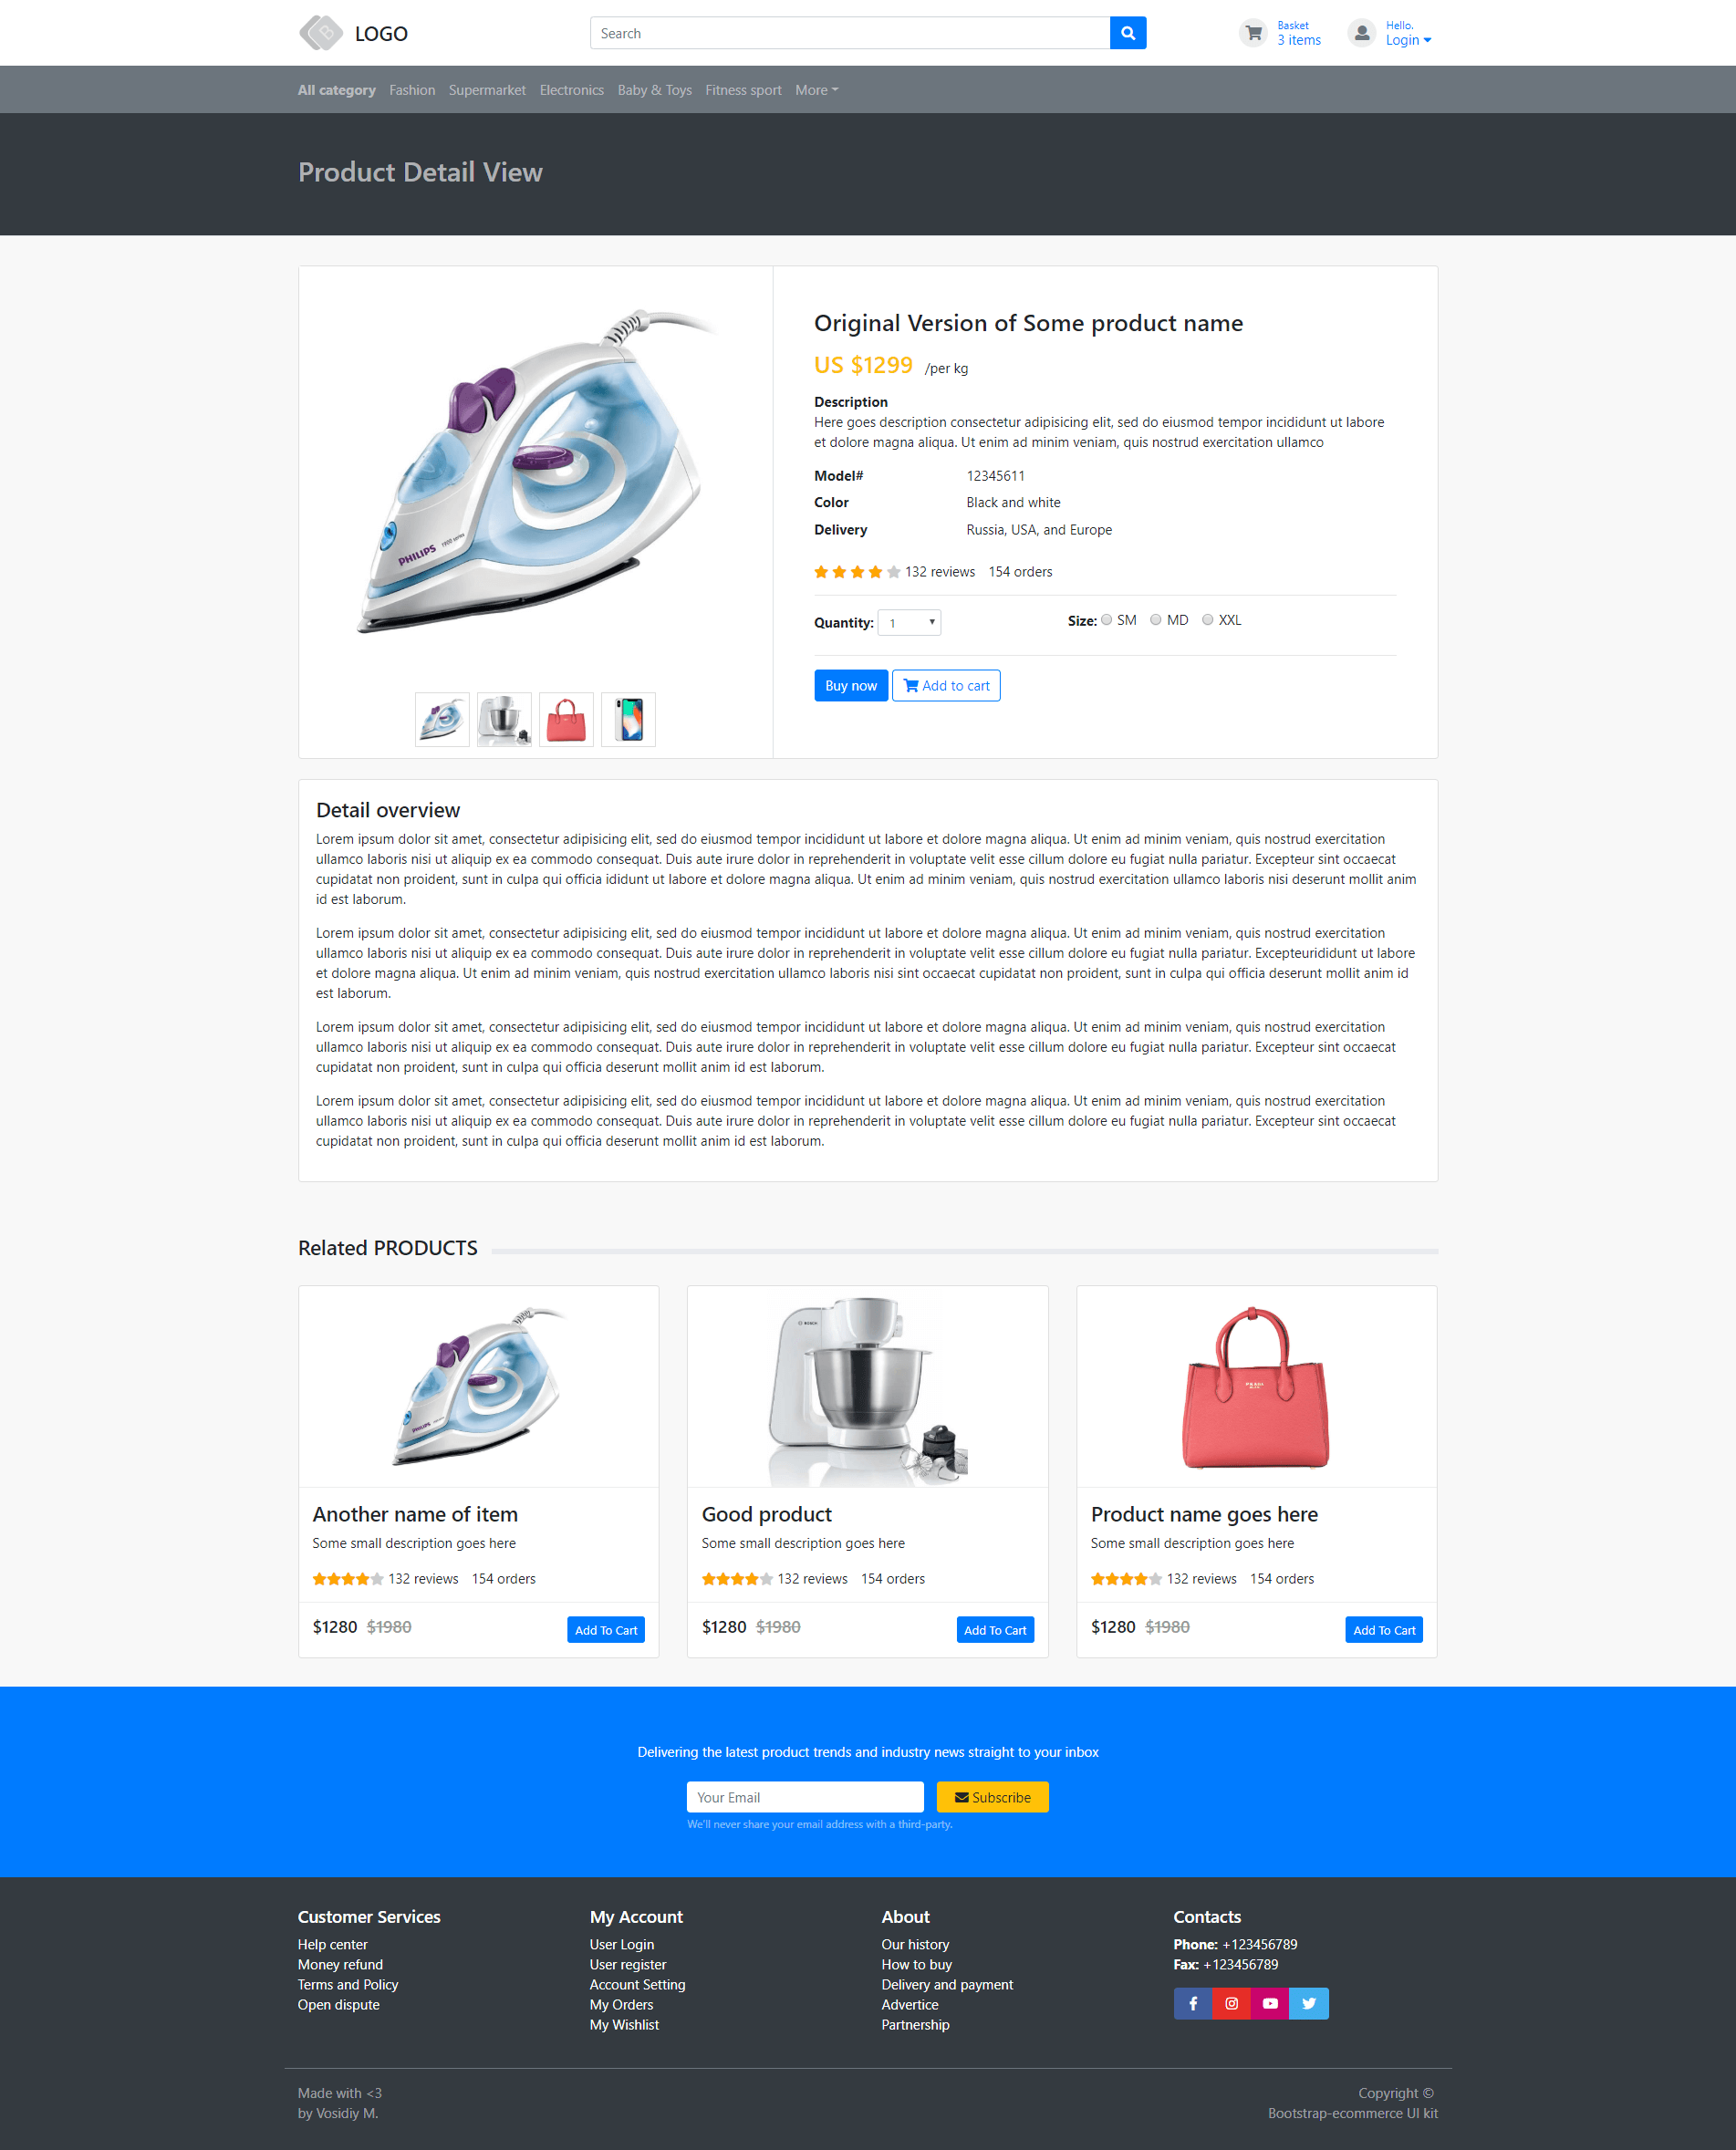 LOGO
Search
Basket
3 items
Hello.
Login
All category Fashion Supermarket Electronics Baby & Toys Fitness sport More
Product Detail View
PHILIPS
Original Version of Some product name
US $1299 /per kg
Description
Here goes description consectetur adipisicing elit, sed do eiusmod tempor incididunt ut labore
et dolore magna aliqua. Ut enim ad minim veniam, quis nostrud exercitation ullamco
Model# 12345611
Color Black and white
Delivery Russia, USA, and Europe
132 reviews 154 orders
Quantity: 1 Size: SM MD XXL
Buy now Add to cart
Detail overview
Lorem ipsum dolor sit amet, consectetur adipisicing elit, sed do eiusmod tempor incididunt ut labore et dolore magna aliqua. Ut enim ad minim veniam, quis nostrud exercitation
ullamco laboris nisi ut aliquip ex ea commodo consequat. Duis aute irure dolor in reprehenderit in voluptate velit esse cillum dolore eu fugiat nulla pariatur. Excepteur sint occaecat
cupidatat non proident, sunt in culpa qui officia ididunt ut labore et dolore magna aliqua. Ut enim ad minim veniam, quis nostrud exercitation ullamco laboris nisi deserunt mollit anim
id est laborum.
Lorem ipsum dolor sit amet, consectetur adipisicing elit, sed do eiusmod tempor incididunt ut labore et dolore magna aliqua. Ut enim ad minim veniam, quis nostrud exercitation
ullamco laboris nisi ut aliquip ex ea commodo consequat. Duis aute irure dolor in reprehenderit in voluptate velit esse cillum dolore eu fugiat nulla pariatur. Excepteurididunt ut labore
et dolore magna aliqua. Ut enim ad minim veniam, quis nostrud exercitation ullamco laboris nisi sint occaecat cupidatat non proident, sunt in culpa qui officia deserunt mollit anim id
est laborum.
Lorem ipsum dolor sit amet, consectetur adipisicing elit, sed do eiusmod tempor incididunt ut labore et dolore magna aliqua. Ut enim ad minim veniam, quis nostrud exercitation
ullamco laboris nisi ut aliquip ex ea commodo consequat. Duis aute irure dolor in reprehenderit in voluptate velit esse cillum dolore eu fugiat nulla pariatur. Excepteur sint occaecat
cupidatat non proident, sunt in culpa qui officia deserunt mollit anim id est laborum.
Lorem ipsum dolor sit amet, consectetur adipisicing elit, sed do eiusmod tempor incididunt ut labore et dolore magna aliqua. Ut enim ad minim veniam, quis nostrud exercitation
ullamco laboris nisi ut aliquip ex ea commodo consequat. Duis aute irure dolor in reprehenderit in voluptate velit esse cillum dolore eu fugiat nulla pariatur. Excepteur sint occaecat
cupidatat non proident, sunt in culpa qui officia deserunt mollit anim id est laborum.
Related PRODUCTS
PHILIPS
Another name of item
Some small description goes here
132 reviews 154 orders
$1280 $1980 Add To Cart
BOSCH
Good product
Some small description goes here
132 reviews 154 orders
$1280 $1980 Add To Cart
PRADA
Product name goes here
Some small description goes here
132 reviews 154 orders
$1280 $1980 Add To Cart
Delivering the latest product trends and industry news straight to your inbox
Your Email Subscribe
We'll never share your email address with a third-party.
Customer Services
Help center
Money refund
Terms and Policy
Open dispute
My Account
User Login
User register
Account Setting
My Orders
My Wishlist
About
Our history
How to buy
Delivery and payment
Advertice
Partnership
Contacts
Phone: +123456789
Fax: +123456789
Made with <3
by Vosidiy M.
Copyright ©
Bootstrap-ecommerce UI kit